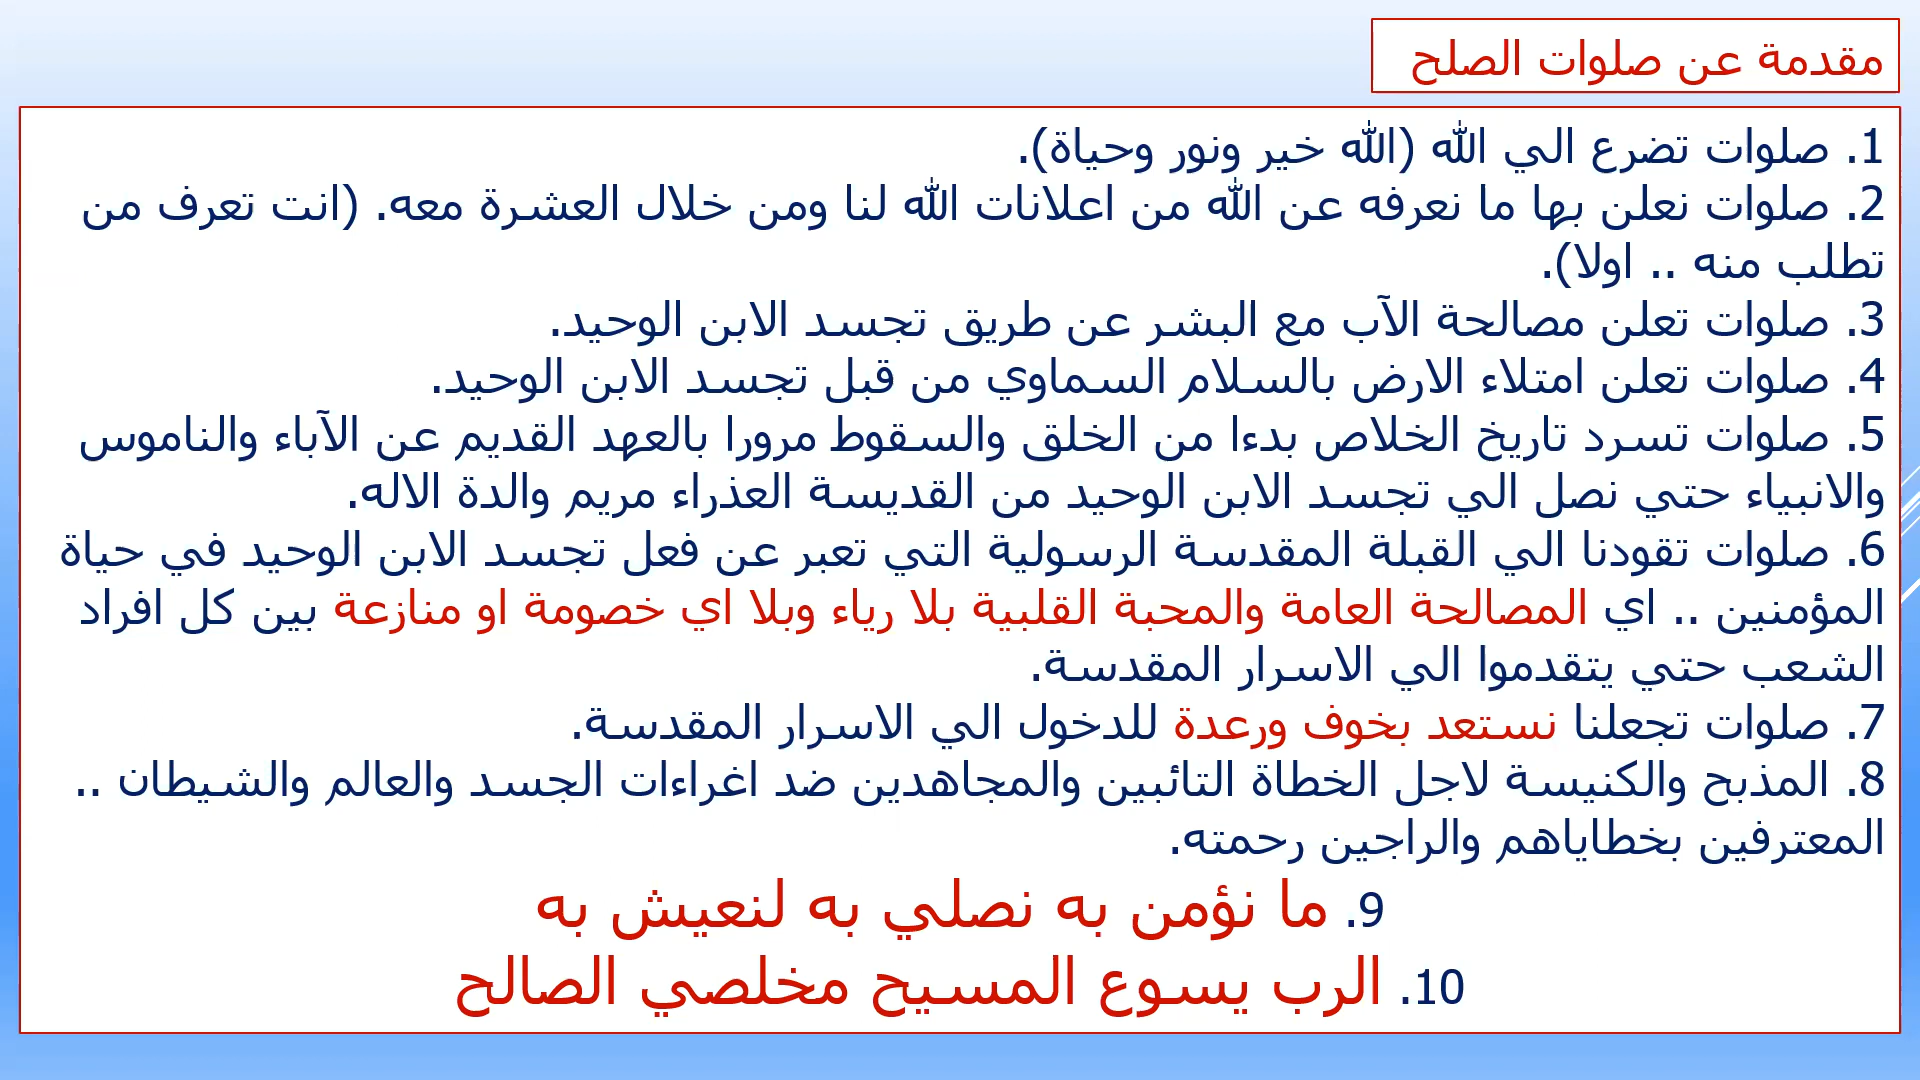 مقدمة عن صلوات الصلح
1. صلوات تضرع الي الله (الله خير ونور وحياة).
2. صلوات نعلن بها ما نعرفه عن الله من اعلانات الله لنا ومن خلال العشرة معه. (انت تعرف من
تطلب منه .. اولا).
3. صلوات تعلن مصالحة الآب مع البشر عن طريق تجسد الابن الوحيد.
4. صلوات تعلن امتلاء الارض بالسلام السماوي من قبل تجسد الابن الوحيد.
5. صلوات تسرد تاريخ الخلاص بدءا من الخلق والسقوط مرورا بالعهد القديم عن الآباء والناموس
والانبياء حتي نصل الي تجسد الابن الوحيد من القديسة العذراء مريم والدة الاله.
6. صلوات تقودنا الي القبلة المقدسة الرسولية التي تعبر عن فعل تجسد الابن الوحيد في حياة
المؤمنين .. اي المصالحة العامة والمحبة القلبية بلا رياء وبلا اي خصومة او منازعة بين كل افراد
الشعب حتي يتقدموا الي الاسرار المقدسة.
7. صلوات تجعلنا نستعد بخوف ورعدة للدخول الي الاسرار المقدسة.
8. المذبح والكنيسة لاجل الخطاة التائبين والمجاهدين ضد اغراءات الجسد والعالم والشيطان ..
المعترفين بخطاياهم والراجين رحمته.
9. ما نؤمن به نصلي به لنعيش به
10. الرب يسوع المسيح مخلصي الصالح